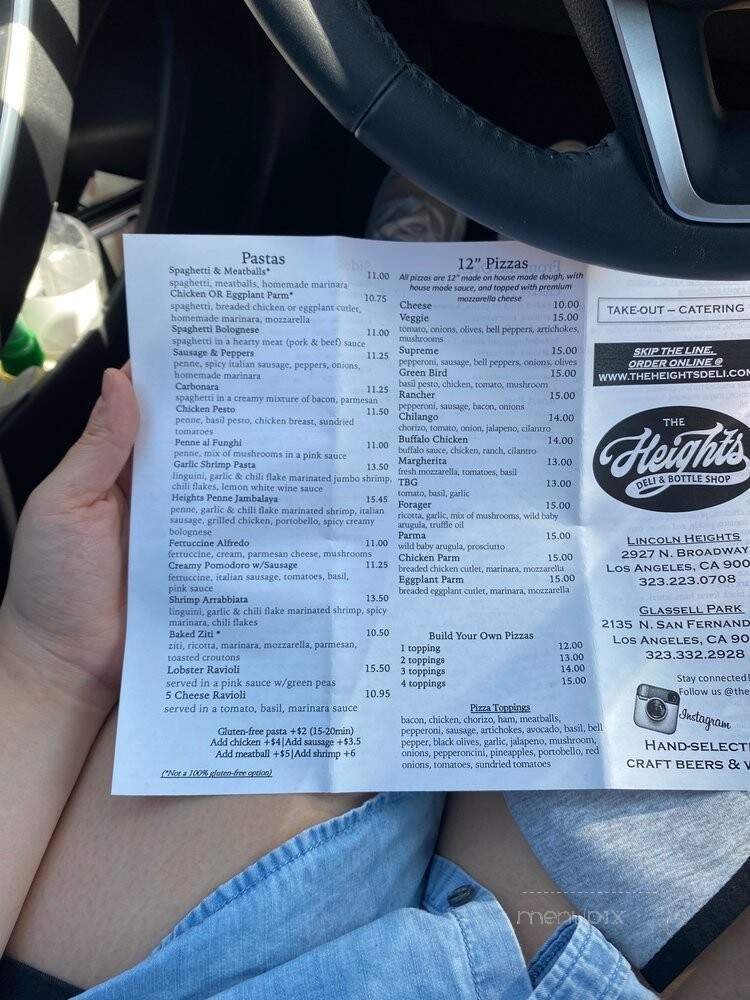 Pastas
Spaghetti & Meatballs* 11.00
spaghetti, meatballs, homemade marinara
Chicken OR Eggplant Parm* 10.75
spaghetti, breaded chicken or eggplant cutlet,
homemade marinara, mozzarella
Spaghetti Bolognese 11.00
spaghetti in a hearty meat (pork & beef) sauce
Sausage & Peppers 11.25
penne, spicy italian sausage, peppers, onions,
homemade marinara
Carbonara 11.25
spaghetti in a creamy mixture of bacon, parmesan
Chicken Pesto 11.50
penne, basil pesto, chicken breast, sundried
tomatoes
Penne al Funghi 11.00
penne, mix of mushrooms in a pink sauce
Garlic Shrimp Pasta 13.50
linguini, garlic & chili flake marinated jumbo shrimp,
chili flakes, lemon white wine sauce
Heights Penne Jambalaya 15.45
penne, garlic & chili flake marinated shrimp, italian
sausage, grilled chicken, portobello, spicy creamy
bolognese
Fettuccine Alfredo 11.00
fettuccine, cream, parmesan cheese, mushrooms
Creamy Pomodoro w/Sausage 11.25
fettuccine, italian sausage, tomatoes, basil,
pink sauce
Shrimp Arrabbiata 13.50
linguini, garlic & chili flake marinated shrimp, spicy
marinara, chili flakes
Baked Ziti * 10.50
ziti, ricotta, marinara, mozzarella, parmesan,
toasted croutons
Lobster Ravioli 15.50
served in a pink sauce w/green peas
5 Cheese Ravioli 10.95
served in a tomato, basil, marinara sauce
Gluten-free pasta +$2 (15-20min)
Add chicken +$4|Add sausage +$3.5
Add meatball +$5|Add shrimp +6
(*Not a 100% gluten-free option)
12" Pizzas
All pizzas are 12" made on house made dough, with
house made sauce, and topped with premium
mozzarella cheese
Cheese 10.00
Veggie 15.00
tomato, onions, olives, bell peppers, artichokes,
mushrooms
Supreme 15.00
pepperoni, sausage, bell peppers, onions, olives
Green Bird 15.00
basil pesto, chicken, tomato, mushroom
Rancher 15.00
pepperoni, sausage, bacon, onions
Chilango 14.00
chorizo, tomato, onion, jalapeno, cilantro
Buffalo Chicken 14.00
buffalo sauce, chicken, ranch, cilantro
Margherita 13.00
fresh mozzarella, tomatoes, basil
TBG 13.00
tomato, basil, garlic
Forager 15.00
ricotta, garlic, mix of mushrooms, wild baby
arugula, truffle oil
Parma 15.00
wild baby arugula, prosciutto
Chicken Parm 15.00
breaded chicken cutlet, marinara, mozzarella
Eggplant Parm 15.00
breaded eggplant cutlet, marinara, mozzarella
Build Your Own Pizzas
1 topping 12.00
2 toppings 13.00
3 toppings 14.00
4 toppings 15.00
Pizza Toppings
bacon, chicken, chorizo, ham, meatballs,
pepperoni, sausage, artichokes, avocado, basil, bell
pepper, black olives, garlic, jalapeno, mushroom,
onions, pepperoncini, pineapples, portobello, red
onions, tomatoes, sundried tomatoes
TAKE-OUT – CATERING
SKIP THE LINE,
ORDER ONLINE @
WWW.THEHEIGHTSDELI.COM
THE
Heights
DELI & BOTTLE SHOP
LINCOLN HEIGHTS
2927 N. BROADWAY
LOS ANGELES, CA 900
323.223.0708
GLASSELL PARK
2135 N. SAN FERNAND
LOS ANGELES, CA 90
323.332.2928
Stay connected!
Follow us @the
Instagram
HAND-SELECT
CRAFT BEERS & W
menupix